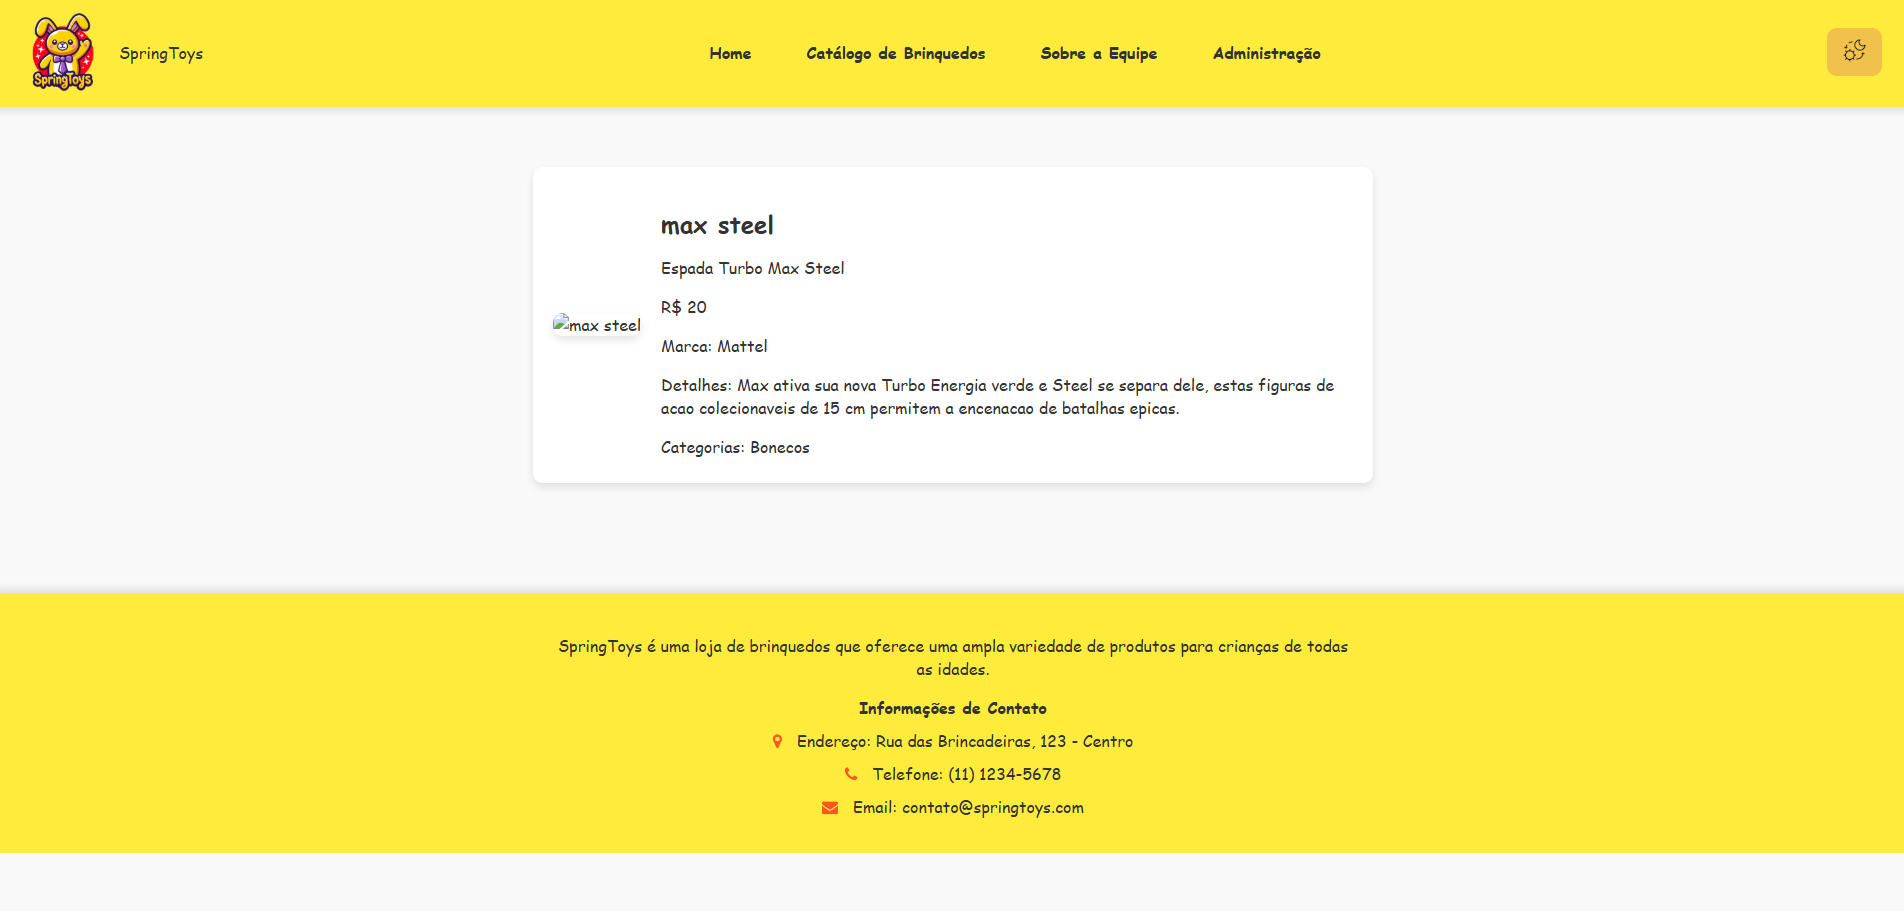 SpringToys
SpringToys
Home
Catálogo de Brinquedos
Sobre a Equipe
Administração
max steel
Espada Turbo Max Steel
R$ 20
max steel
Marca: Mattel
Detalhes: Max ativa sua nova Turbo Energia verde e Steel se separa dele, estas figuras de
acao colecionaveis de 15 cm permitem a encenacao de batalhas epicas.
Categorias: Bonecos
SpringToys é uma loja de brinquedos que oferece uma ampla variedade de produtos para crianças de todas
as idades.
Informações de Contato
Endereço: Rua das Brincadeiras, 123 - Centro
Telefone: (11) 1234-5678
Email: contato@springtoys.com